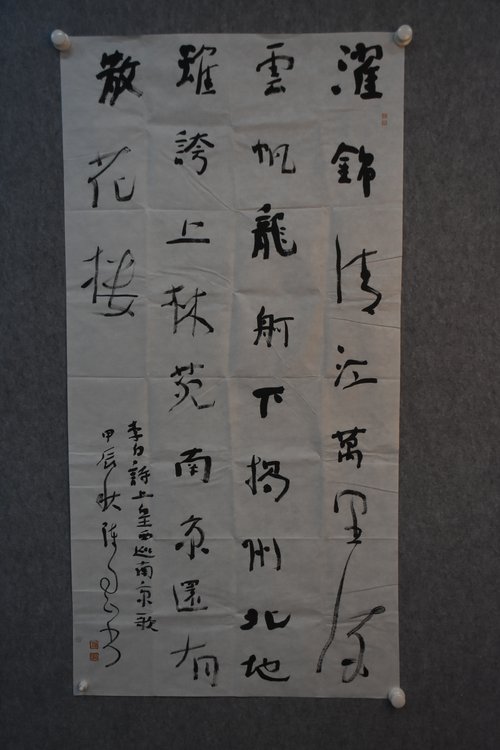 濯錦清江萬里流
雲帆龍舸下揚州北地
雖誇上林苑南京還有
散花樓
李白詩上皇西巡南京歌
甲辰秋陳